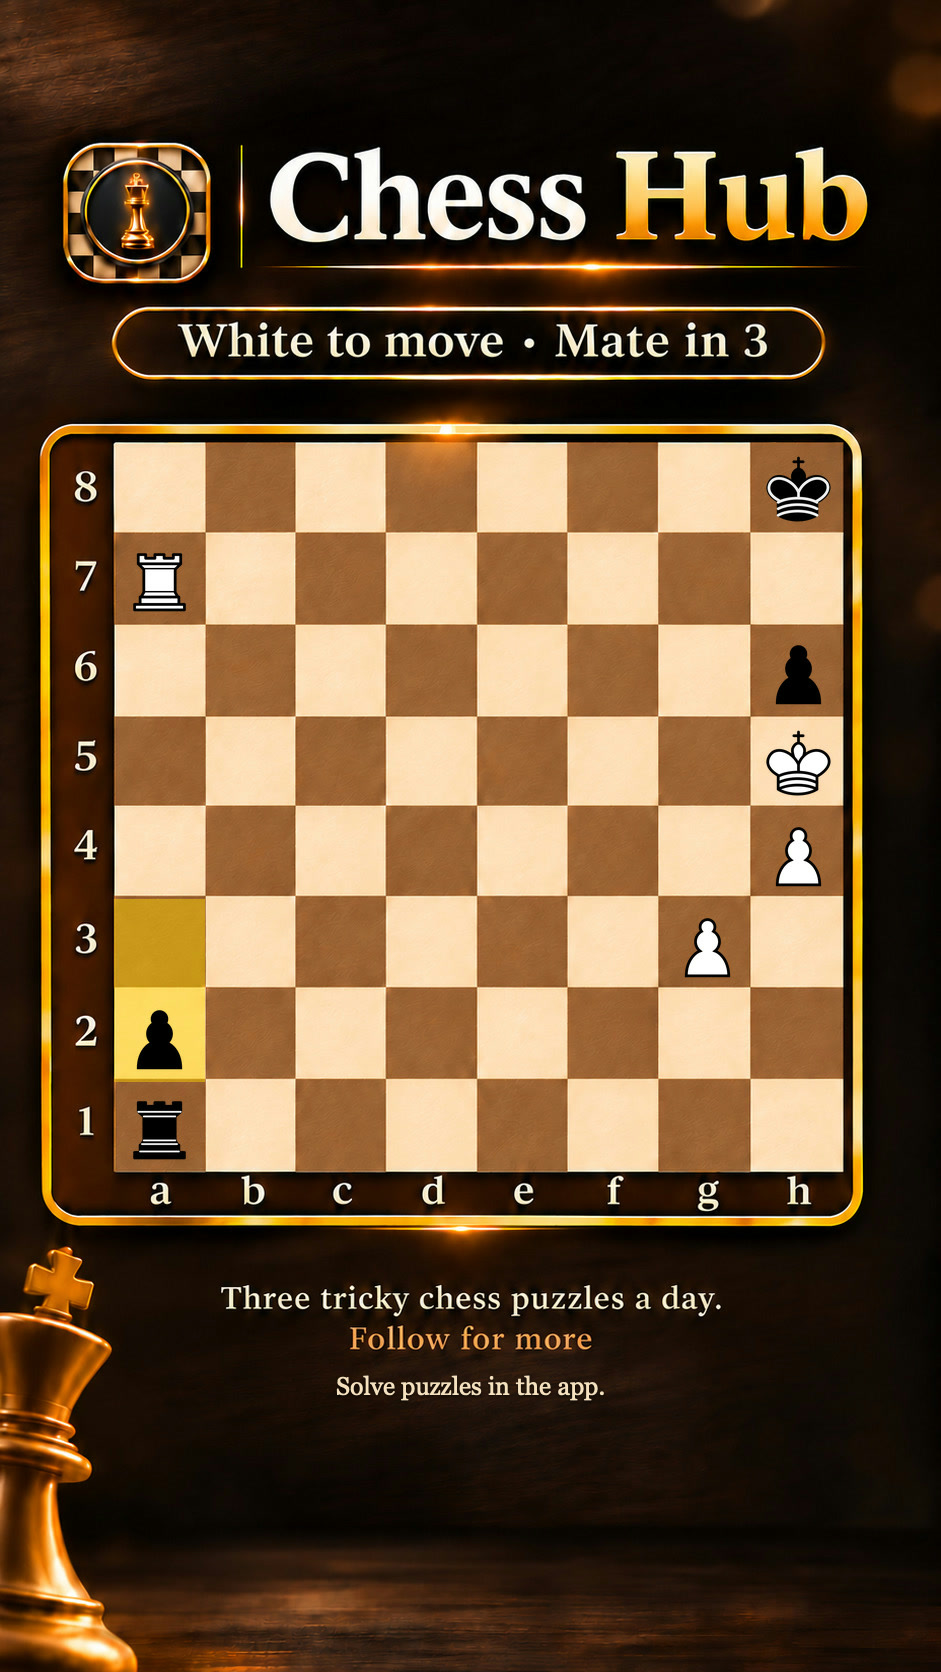 Chess Hub
White to move • Mate in 3
8
7
6
5
4
3
2
1
a b c d e f g h
Three tricky chess puzzles a day.
Follow for more
Solve puzzles in the app.